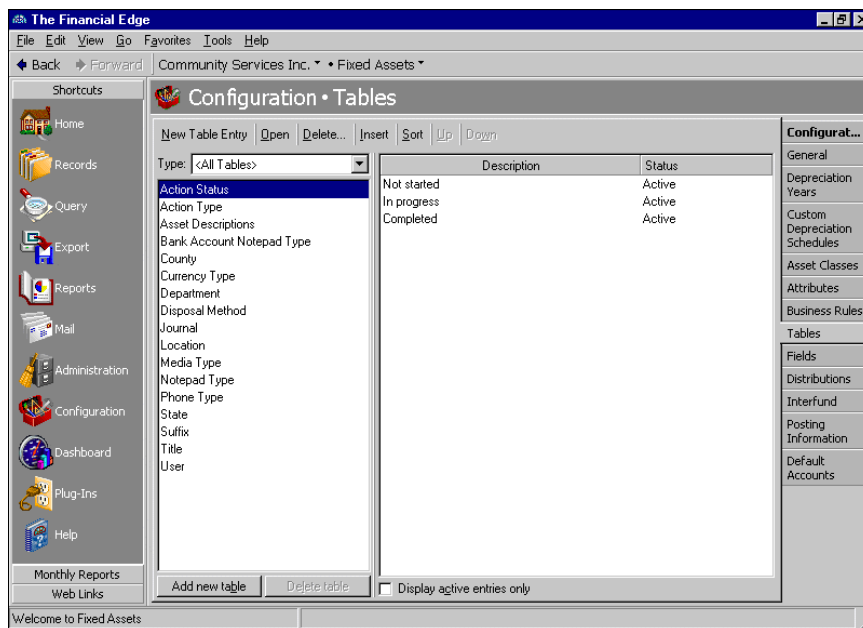 The Financial Edge
File Edit View Go Favorites Tools Help
Back Forward Community Services Inc. • Fixed Assets
Shortcuts
Home
Records
Query
Export
Reports
Mail
Administration
Configuration
Dashboard
Plug-Ins
Help
Monthly Reports
Web Links
Configuration • Tables
New Table Entry Open Delete... Insert Sort Up Down
Type: <All Tables>
Action Status
Action Type
Asset Descriptions
Bank Account Notepad Type
County
Currency Type
Department
Disposal Method
Journal
Location
Media Type
Notepad Type
Phone Type
State
Suffix
Title
User
Add new table Delete table
Description Status
Not started Active
In progress Active
Completed Active
Display active entries only
Configurat...
General
Depreciation
Years
Custom
Depreciation
Schedules
Asset Classes
Attributes
Business Rules
Tables
Fields
Distributions
Interfund
Posting
Information
Default
Accounts
Welcome to Fixed Assets